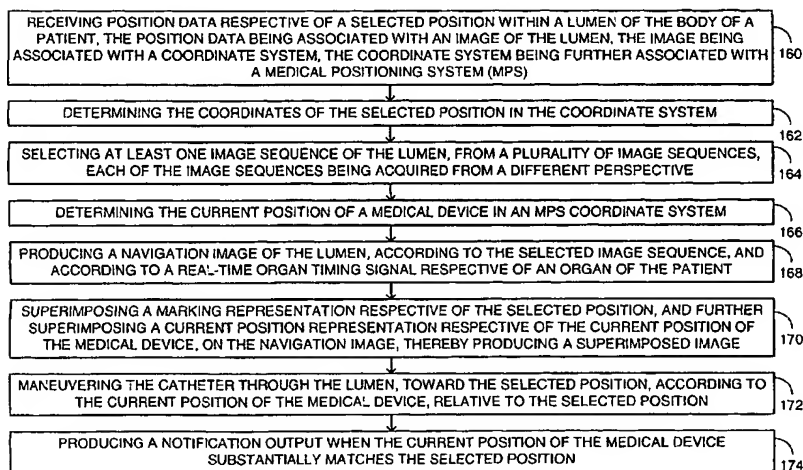 RECEIVING POSITION DATA RESPECTIVE OF A SELECTED POSITION WITHIN A LUMEN OF THE BODY OF A
PATIENT, THE POSITION DATA BEING ASSOCIATED WITH AN IMAGE OF THE LUMEN, THE IMAGE BEING
ASSOCIATED WITH A COORDINATE SYSTEM, THE COORDINATE SYSTEM BEING FURTHER ASSOCIATED WITH
A MEDICAL POSITIONING SYSTEM (MPS)
160
DETERMINING THE COORDINATES OF THE SELECTED POSITION IN THE COORDINATE SYSTEM
162
SELECTING AT LEAST ONE IMAGE SEQUENCE OF THE LUMEN, FROM A PLURALITY OF IMAGE SEQUENCES,
EACH OF THE IMAGE SEQUENCES BEING ACQUIRED FROM A DIFFERENT PERSPECTIVE
164
DETERMINING THE CURRENT POSITION OF A MEDICAL DEVICE IN AN MPS COORDINATE SYSTEM
166
PRODUCING A NAVIGATION IMAGE OF THE LUMEN, ACCORDING TO THE SELECTED IMAGE SEQUENCE, AND
ACCORDING TO A REAL-TIME ORGAN TIMING SIGNAL RESPECTIVE OF AN ORGAN OF THE PATIENT
168
SUPERIMPOSING A MARKING REPRESENTATION RESPECTIVE OF THE SELECTED POSITION, AND FURTHER
SUPERIMPOSING A CURRENT POSITION REPRESENTATION RESPECTIVE OF THE CURRENT POSITION OF
THE MEDICAL DEVICE, ON THE NAVIGATION IMAGE, THEREBY PRODUCING A SUPERIMPOSED IMAGE
170
MANEUVERING THE CATHETER THROUGH THE LUMEN, TOWARD THE SELECTED POSITION, ACCORDING TO
THE CURRENT POSITION OF THE MEDICAL DEVICE, RELATIVE TO THE SELECTED POSITION
172
PRODUCING A NOTIFICATION OUTPUT WHEN THE CURRENT POSITION OF THE MEDICAL DEVICE
SUBSTANTIALLY MATCHES THE SELECTED POSITION
174